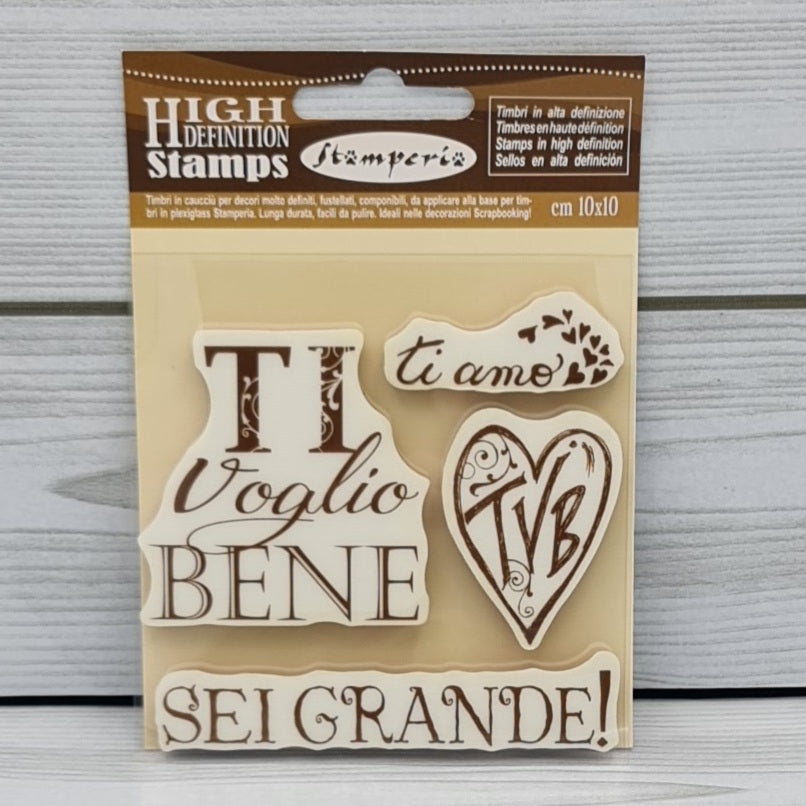 HIGH
DEFINITION
Stamps
Stamperia
Timbri in alta definizione
Timbres en haute définition
Stamps in high definition
Sellos en alta definición
Timbri in caucciù per decori molto definiti, fustellati, componibili, da applicare alla base per tim-
bri in plexiglass Stamperia. Lunga durata, facili da pulire. Ideali nelle decorazioni Scrapbooking!
cm 10x10
TI
Voglio
BENE
ti amo
TVB
SEI GRANDE!